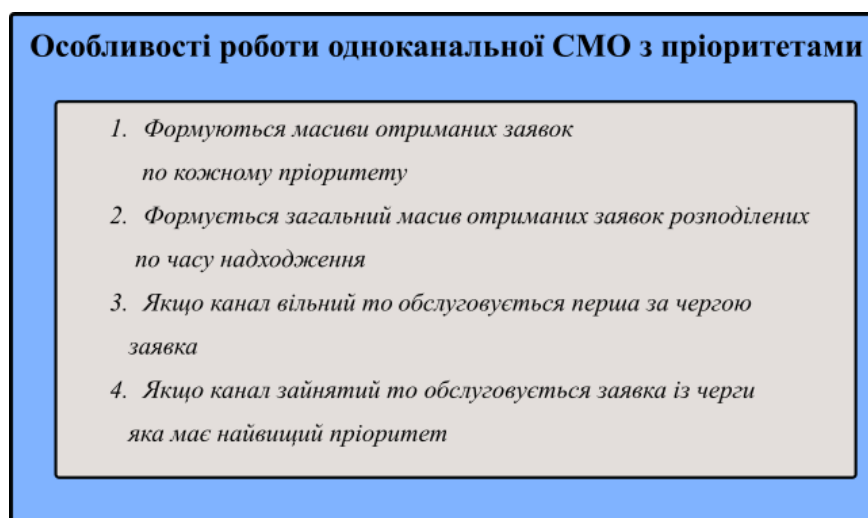 Особливості роботи одноканальної СМО з пріоритетами
1. Формуються масиви отриманих заявок
по кожному пріоритету
2. Формується загальний масив отриманих заявок розподілених
по часу надходження
3. Якщо канал вільний то обслуговується перша за чергою
заявка
4. Якщо канал зайнятий то обслуговується заявка із черги
яка має найвищий пріоритет